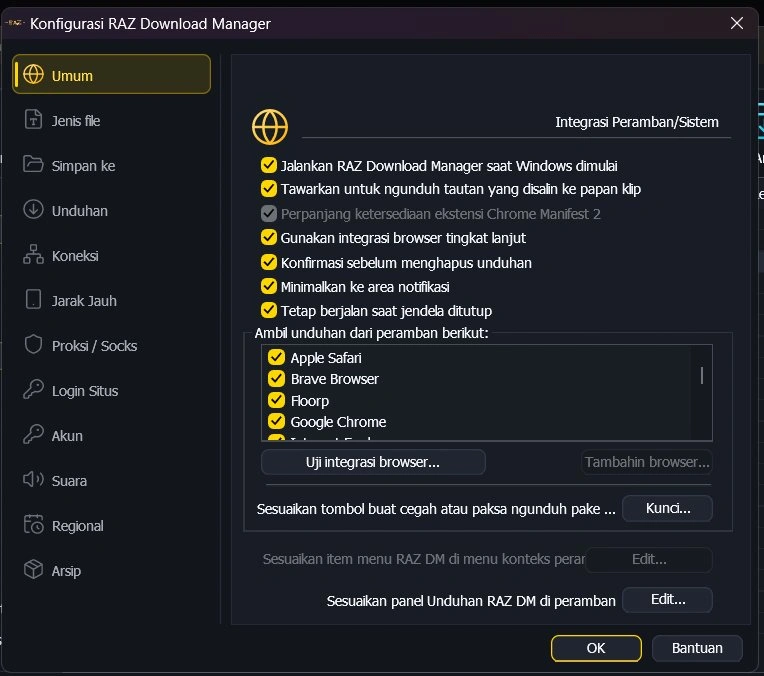 RAZ
Konfigurasi RAZ Download Manager
Umum
Jenis file
Simpan ke
Unduhan
Koneksi
Jarak Jauh
Proksi / Socks
Login Situs
Akun
Suara
Regional
Arsip
Integrasi Peramban/Sistem
Jalankan RAZ Download Manager saat Windows dimulai
Tawarkan untuk ngunduh tautan yang disalin ke papan klip
Perpanjang ketersediaan ekstensi Chrome Manifest 2
Gunakan integrasi browser tingkat lanjut
Konfirmasi sebelum menghapus unduhan
Minimalkan ke area notifikasi
Tetap berjalan saat jendela ditutup
Ambil unduhan dari peramban berikut:
Apple Safari
Brave Browser
Floorp
Google Chrome
Uji integrasi browser...
Tambahin browser...
Sesuaikan tombol buat cegah atau paksa ngunduh pake ...
Kunci...
Sesuaikan item menu RAZ DM di menu konteks perar
Edit...
Sesuaikan panel Unduhan RAZ DM di peramban
Edit...
OK
Bantuan